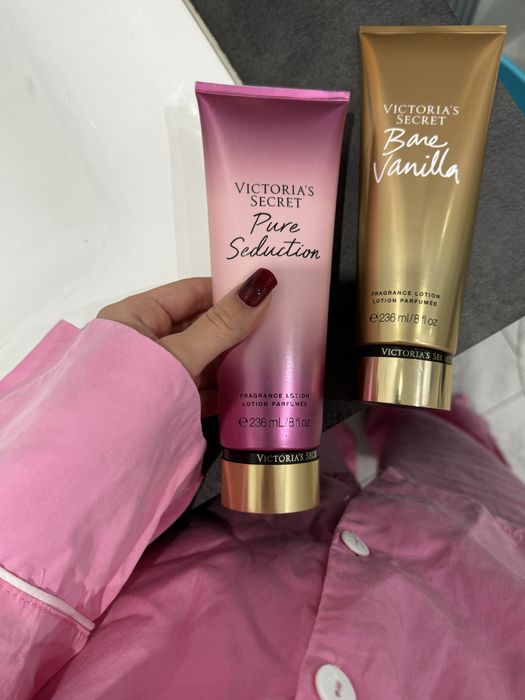 VICTORIA'S
SECRET
Pure
Seduction
FRAGRANCE LOTION
LOTION PARFUMÉE
℮236 mL/8 fl oz
VICTORIA'S
VICTORIA'S
SECRET
Bare
Vanilla
FRAGRANCE LOTION
LOTION PARFUMÉE
℮236 ml/8 fl oz
VICTORIA'S